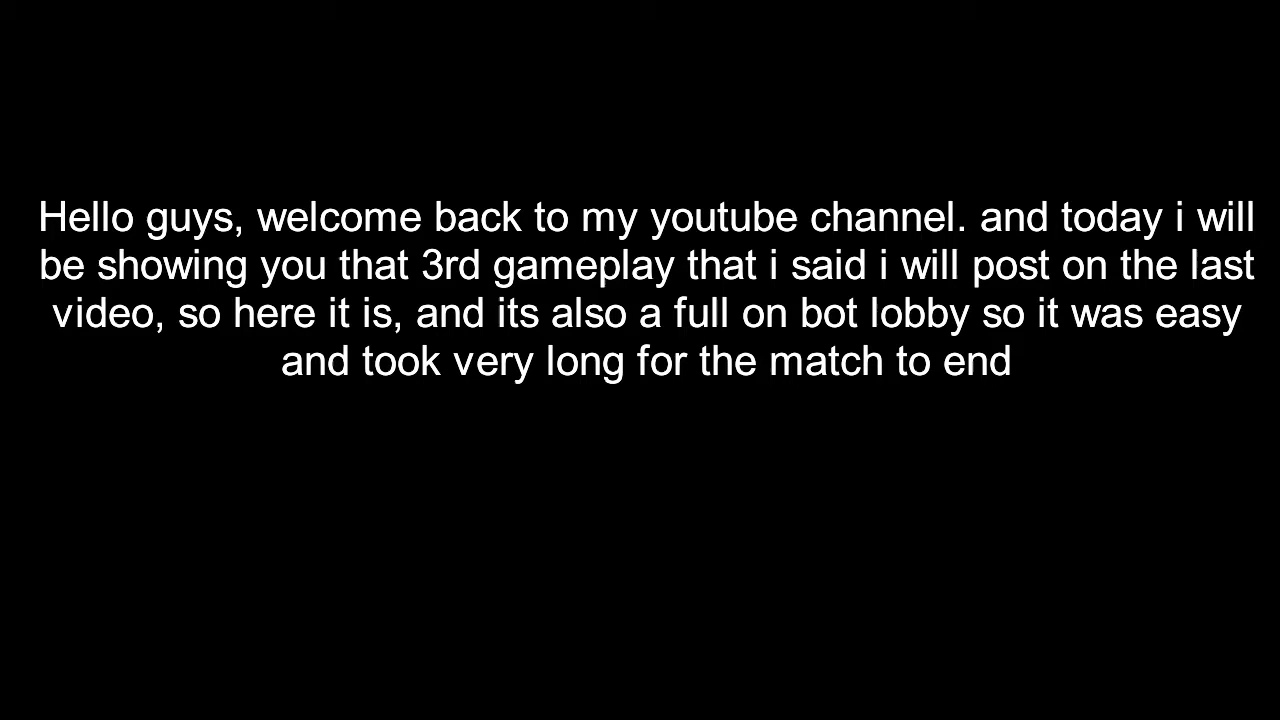 Hello guys, welcome back to my youtube channel. and today i will
be showing you that 3rd gameplay that i said i will post on the last
video, so here it is, and its also a full on bot lobby so it was easy
and took very long for the match to end